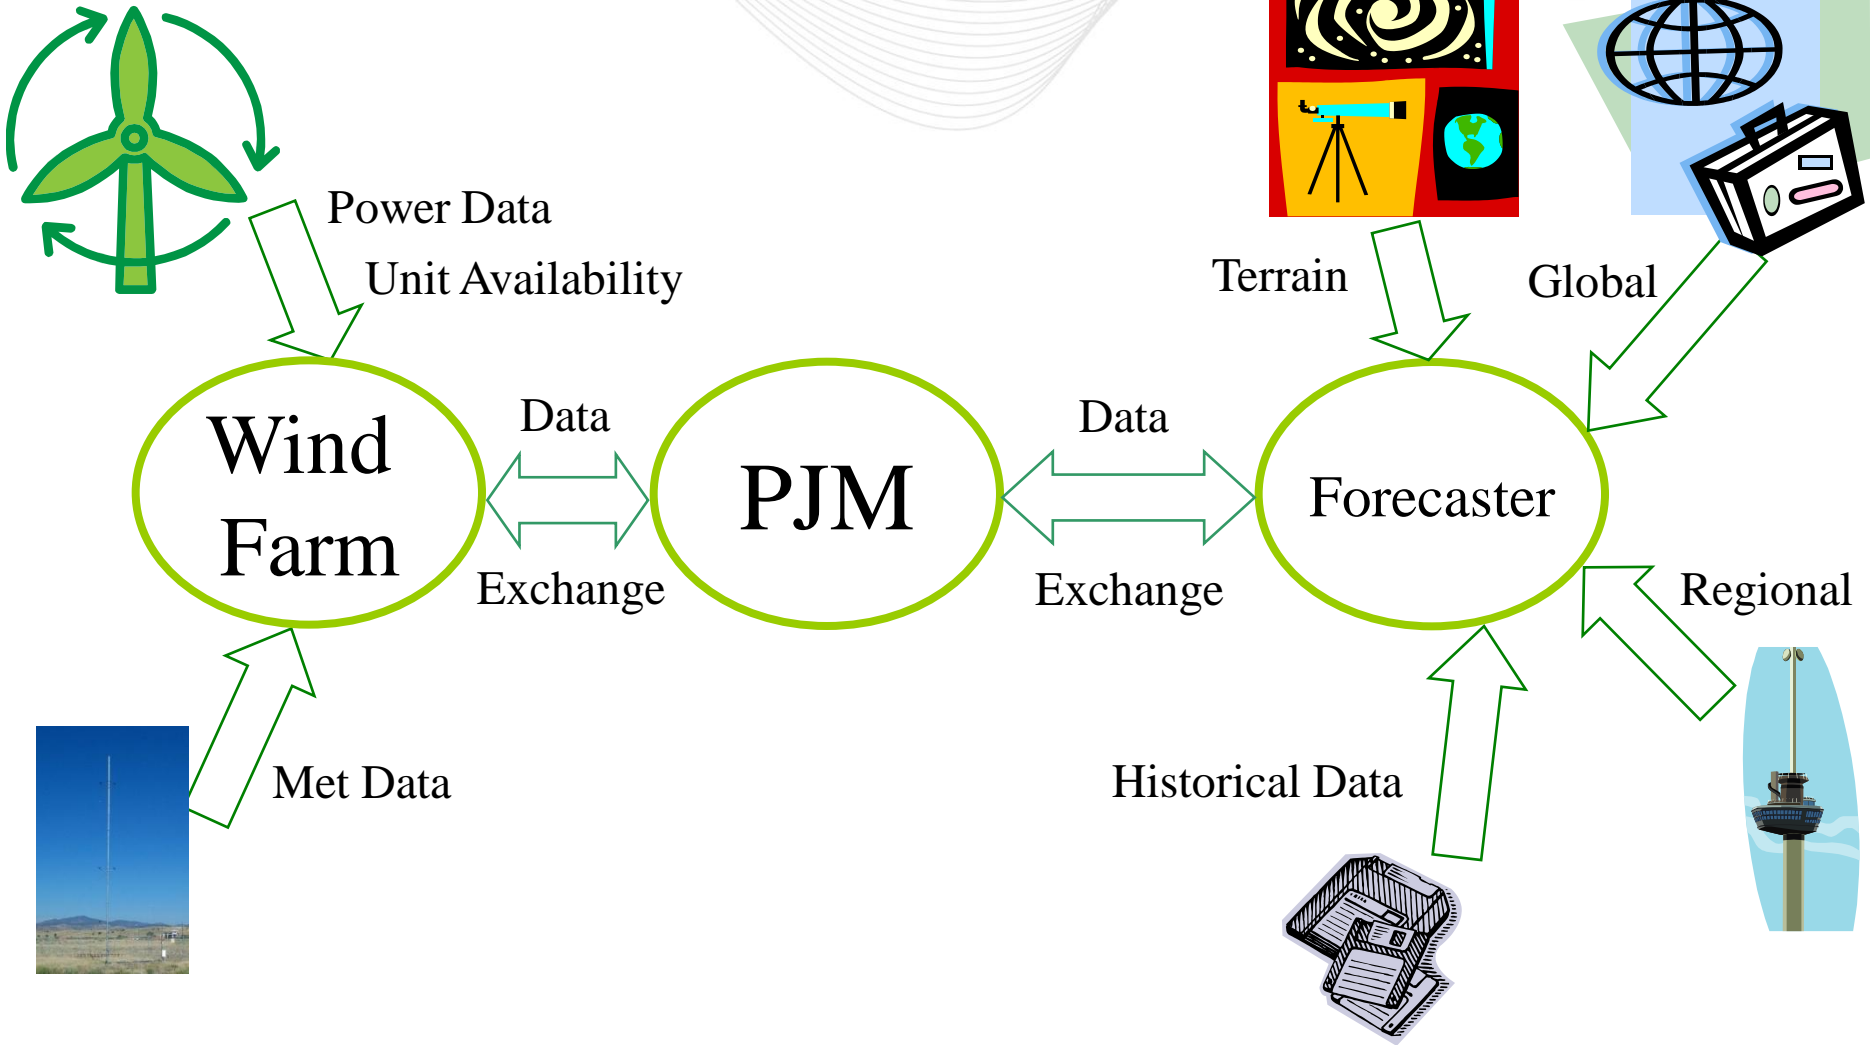 Power Data
Unit Availability
Terrain
Global
Wind
Farm
Data
Exchange
PJM
Data
Exchange
Forecaster
Regional
Met Data
Historical Data